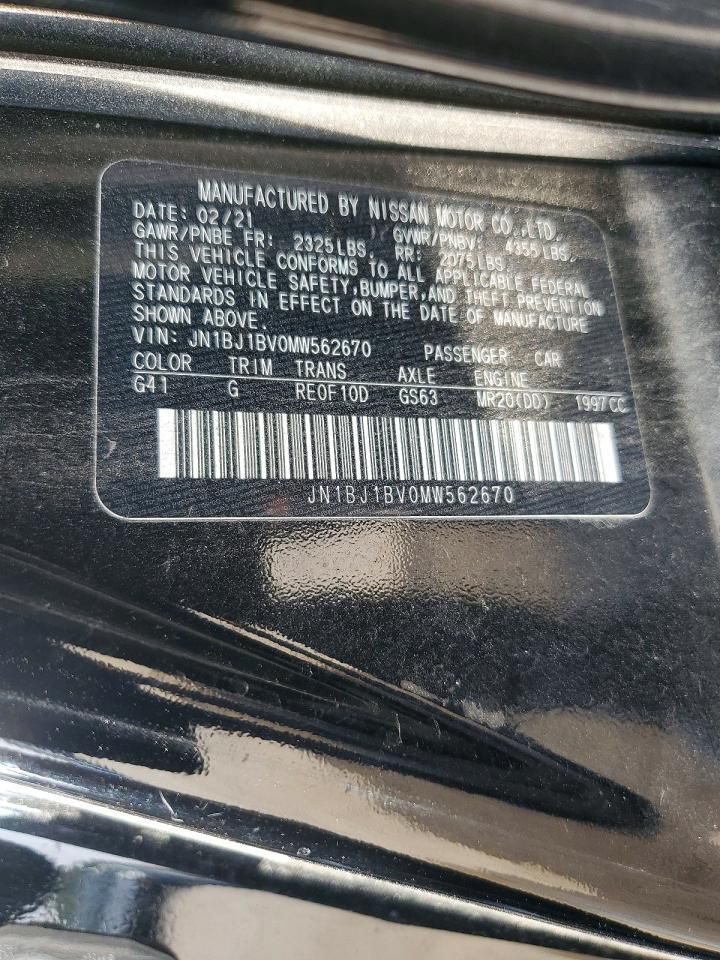 MANUFACTURED BY NISSAN MOTOR CO.,LTD.
DATE: 02/21 GVWR/PNBV: 4355LBS.
GAWR/PNBE FR: 2325LBS. RR: 2075LBS.
THIS VEHICLE CONFORMS TO ALL APPLICABLE FEDERAL
MOTOR VEHICLE SAFETY,BUMPER,AND THEFT PREVENTION
STANDARDS IN EFFECT ON THE DATE OF MANUFACTURE
SHOWN ABOVE.
VIN: JN1BJ1BV0MW562670 PASSENGER CAR
COLOR TRIM TRANS AXLE ENGINE
G41 G RE0F10D GS63 MR20(DD) 1997CC
JN1BJ1BV0MW562670